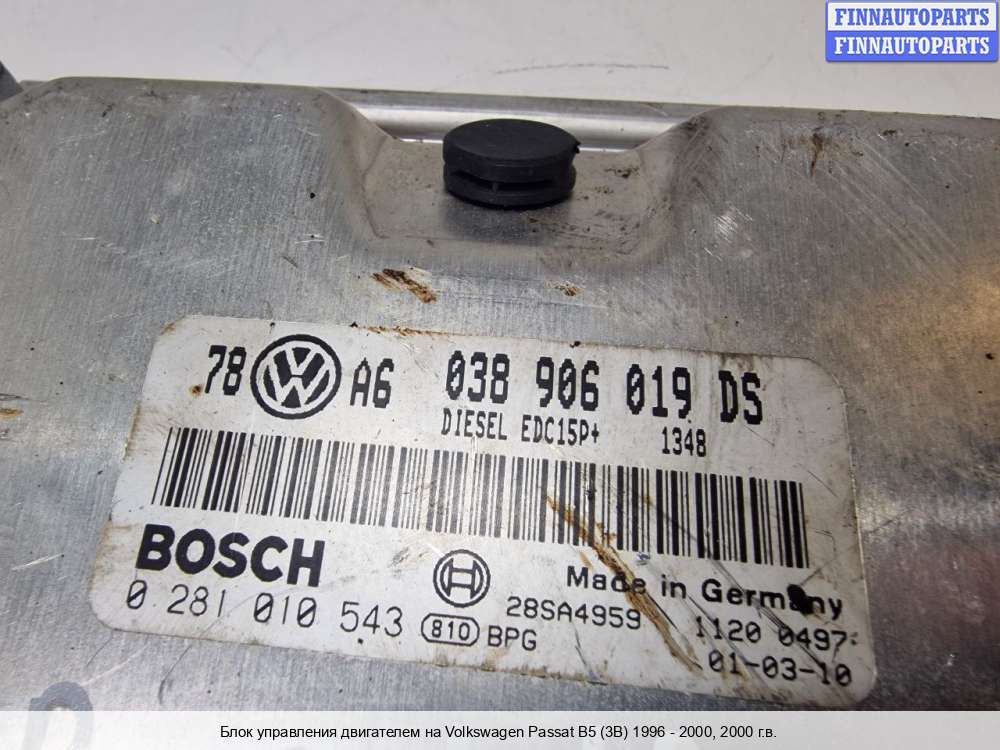 FINNAUTOPARTS
FINNAUTOPARTS
78 A6 038 906 019 DS
DIESEL EDC15P+ 1348
BOSCH
Made in Germany
0 281 010 543 810 BPG 28SA4959 1120 0497
01-03-10
Блок управления двигателем на Volkswagen Passat B5 (3B) 1996 - 2000, 2000 г.в.